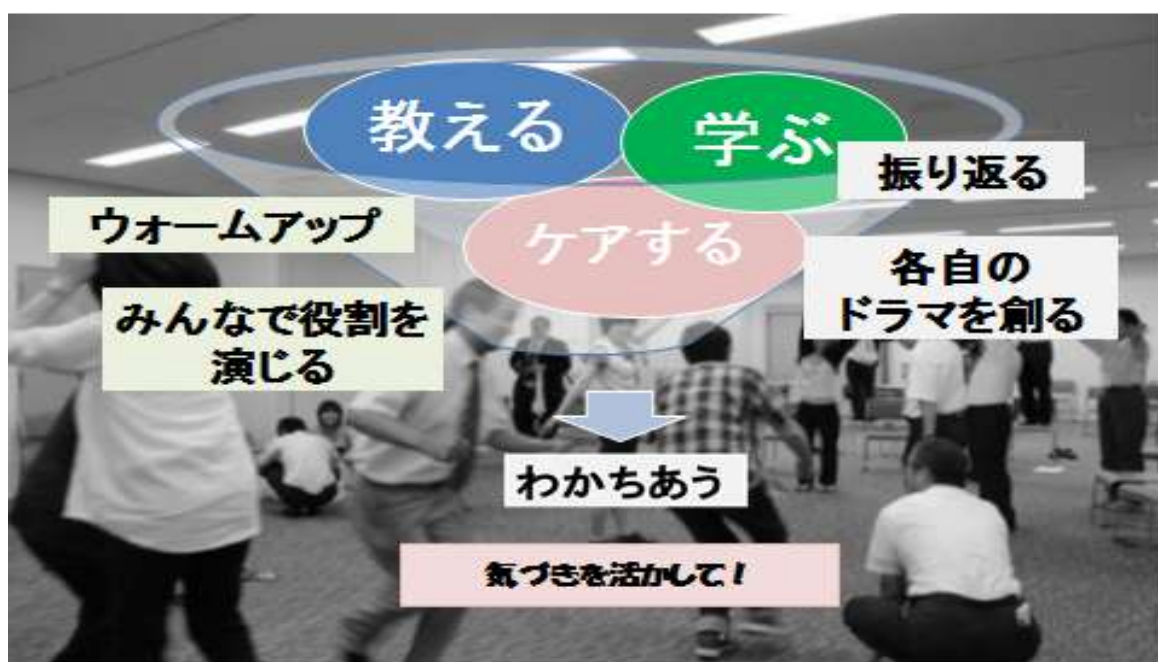 教える
学ぶ
ケアする
振り返る
ウォームアップ
各自の
ドラマを創る
みんなで役割を
演じる
わかちあう
気づきを活かして!